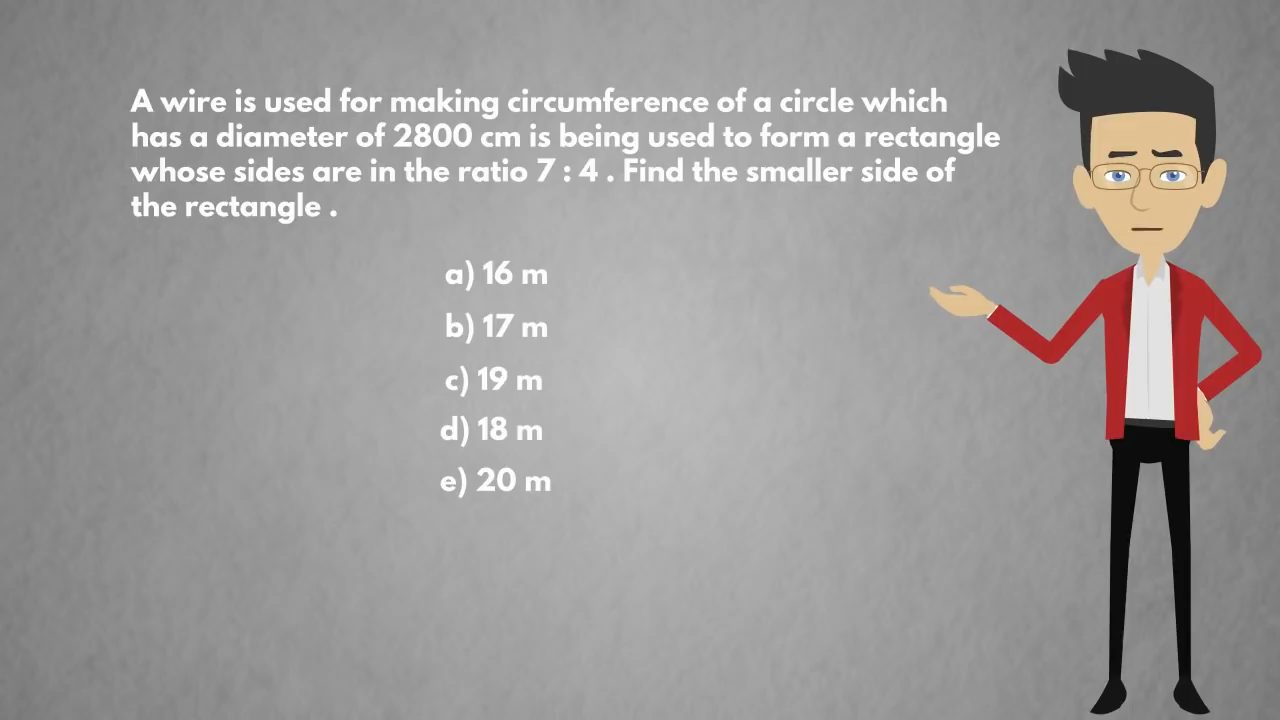 A wire is used for making circumference of a circle which
has a diameter of 2800 cm is being used to form a rectangle
whose sides are in the ratio 7 : 4 . Find the smaller side of
the rectangle .
a) 16 m
b) 17 m
c) 19 m
d) 18 m
e) 20 m